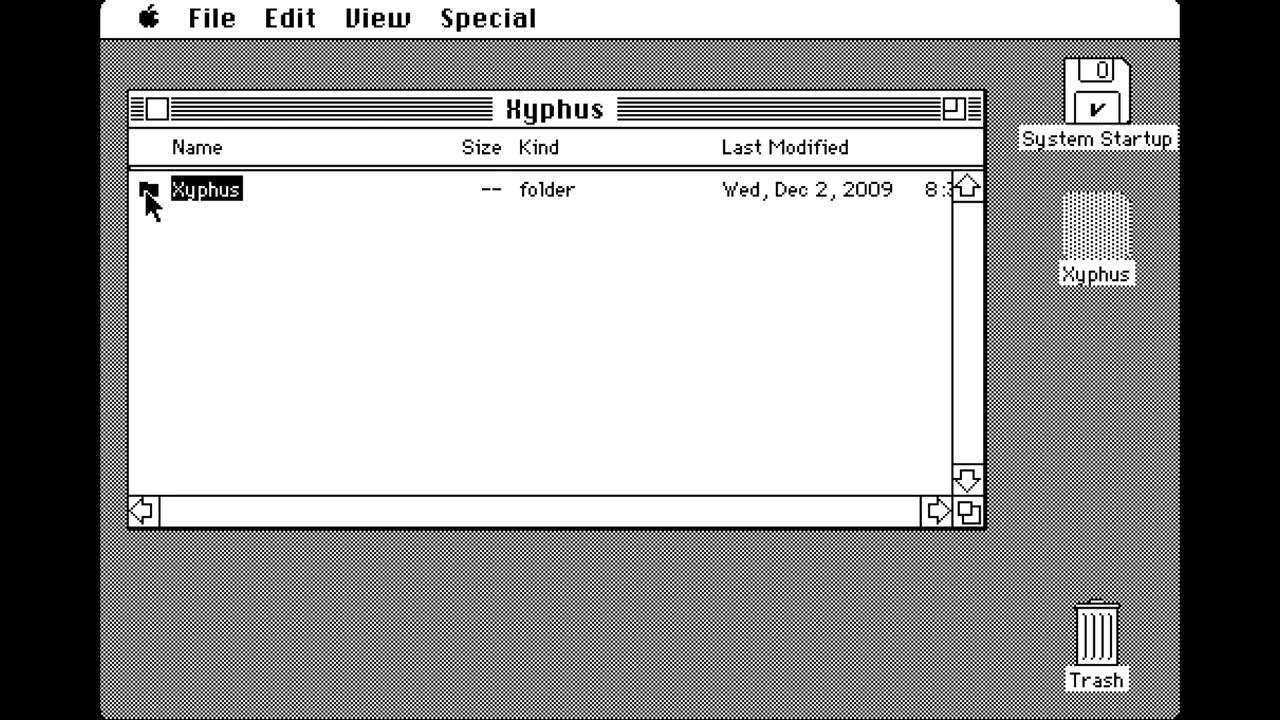 File Edit View Special
0
System Startup
Xyphus
Name Size Kind Last Modified
Xyphus -- folder Wed, Dec 2, 2009
Xyphus
Trash